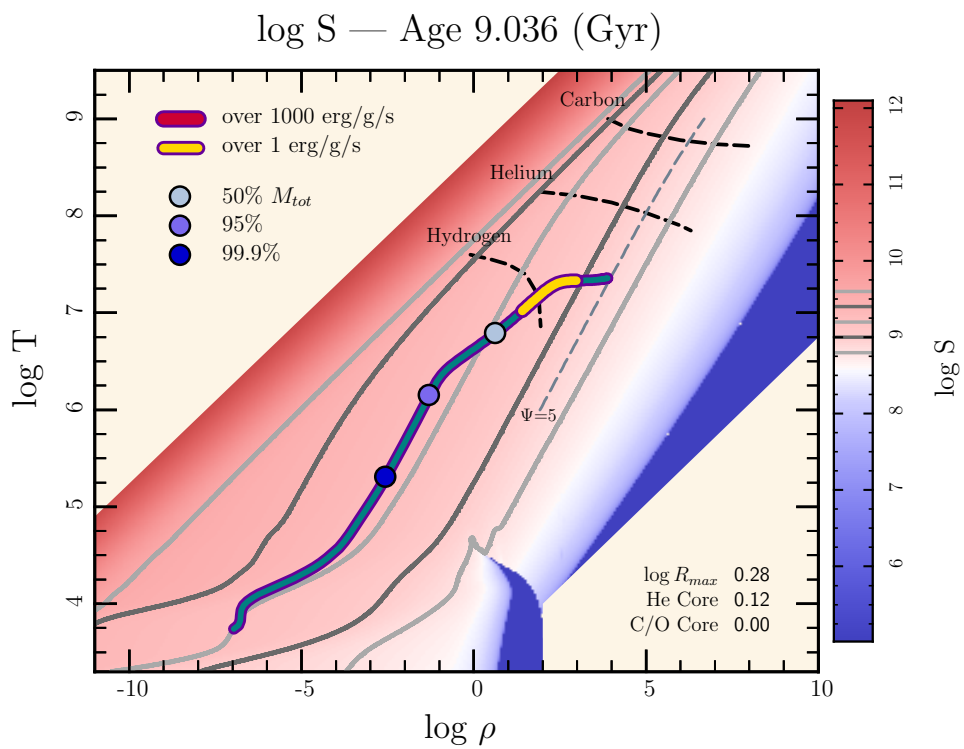 log S — Age 9.036 (Gyr)
over 1000 erg/g/s
over 1 erg/g/s
50% M_tot
95%
99.9%
Carbon
Helium
Hydrogen
Ψ=5
log R_max 0.28
He Core 0.12
C/O Core 0.00
log T
9
8
7
6
5
4
-10
-5
0
5
10
log ρ
12
11
10
9
8
7
6
log S